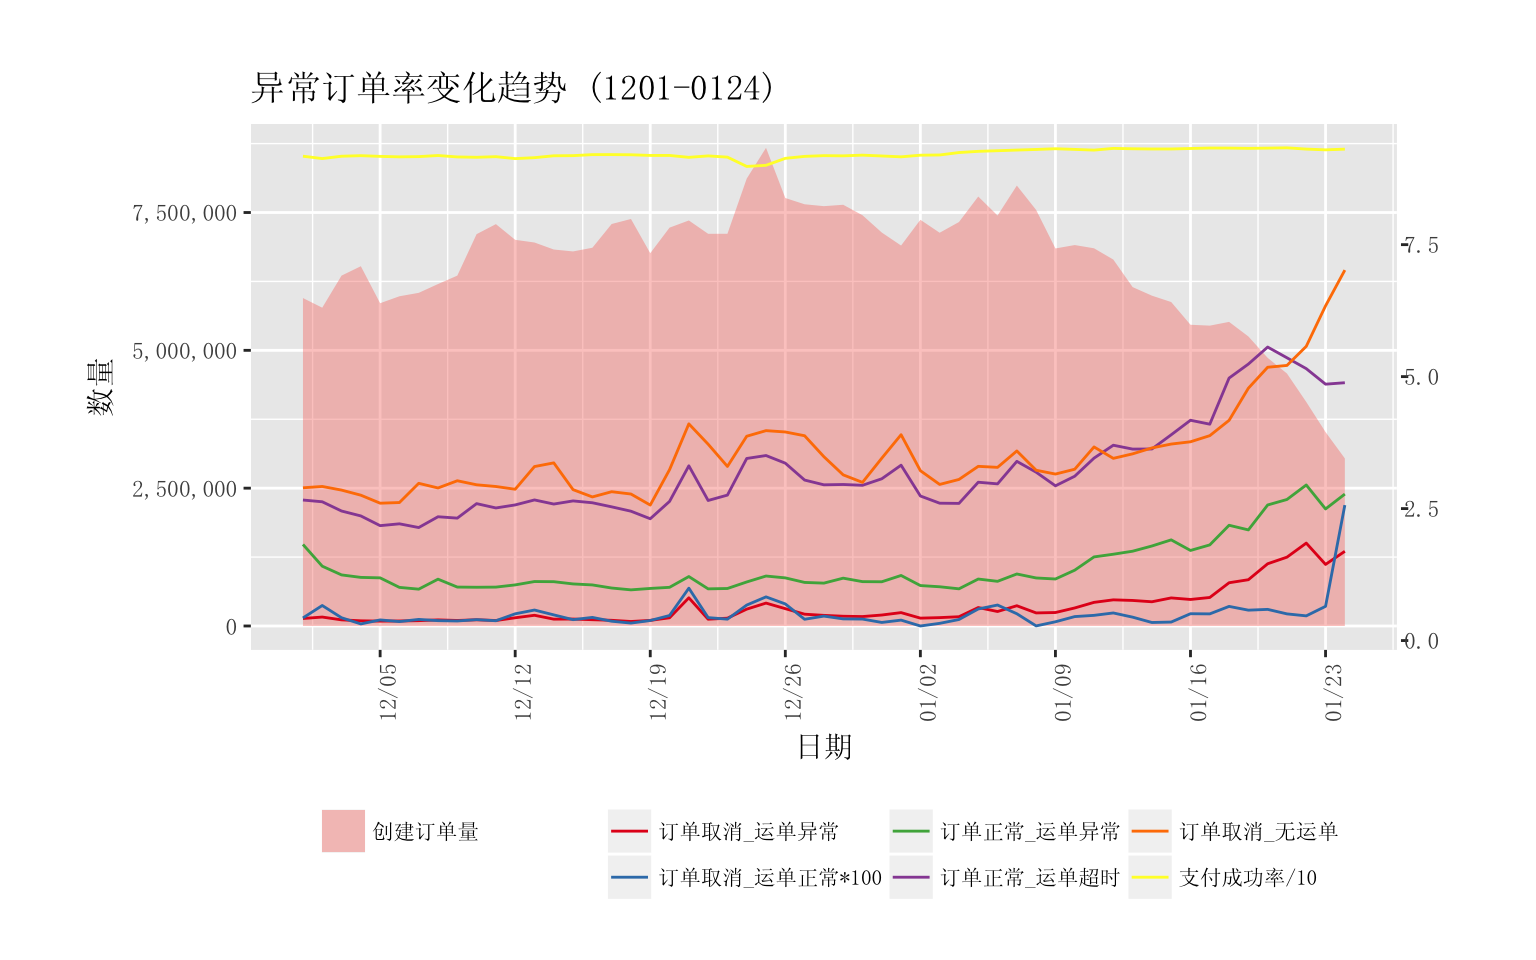 异常订单率变化趋势 (1201-0124)
数量
7,500,000
5,000,000
2,500,000
0
7.5
5.0
2.5
0.0
12/05
12/12
12/19
12/26
01/02
01/09
01/16
01/23
日期
创建订单量
订单取消_运单异常
订单正常_运单异常
订单取消_无运单
订单取消_运单正常*100
订单正常_运单超时
支付成功率/10